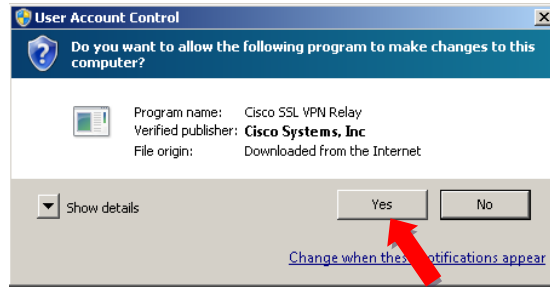 User Account Control
Do you want to allow the following program to make changes to this
computer?
Program name: Cisco SSL VPN Relay
Verified publisher: Cisco Systems, Inc
File origin: Downloaded from the Internet
Show details
Yes
No
Change when these notifications appear